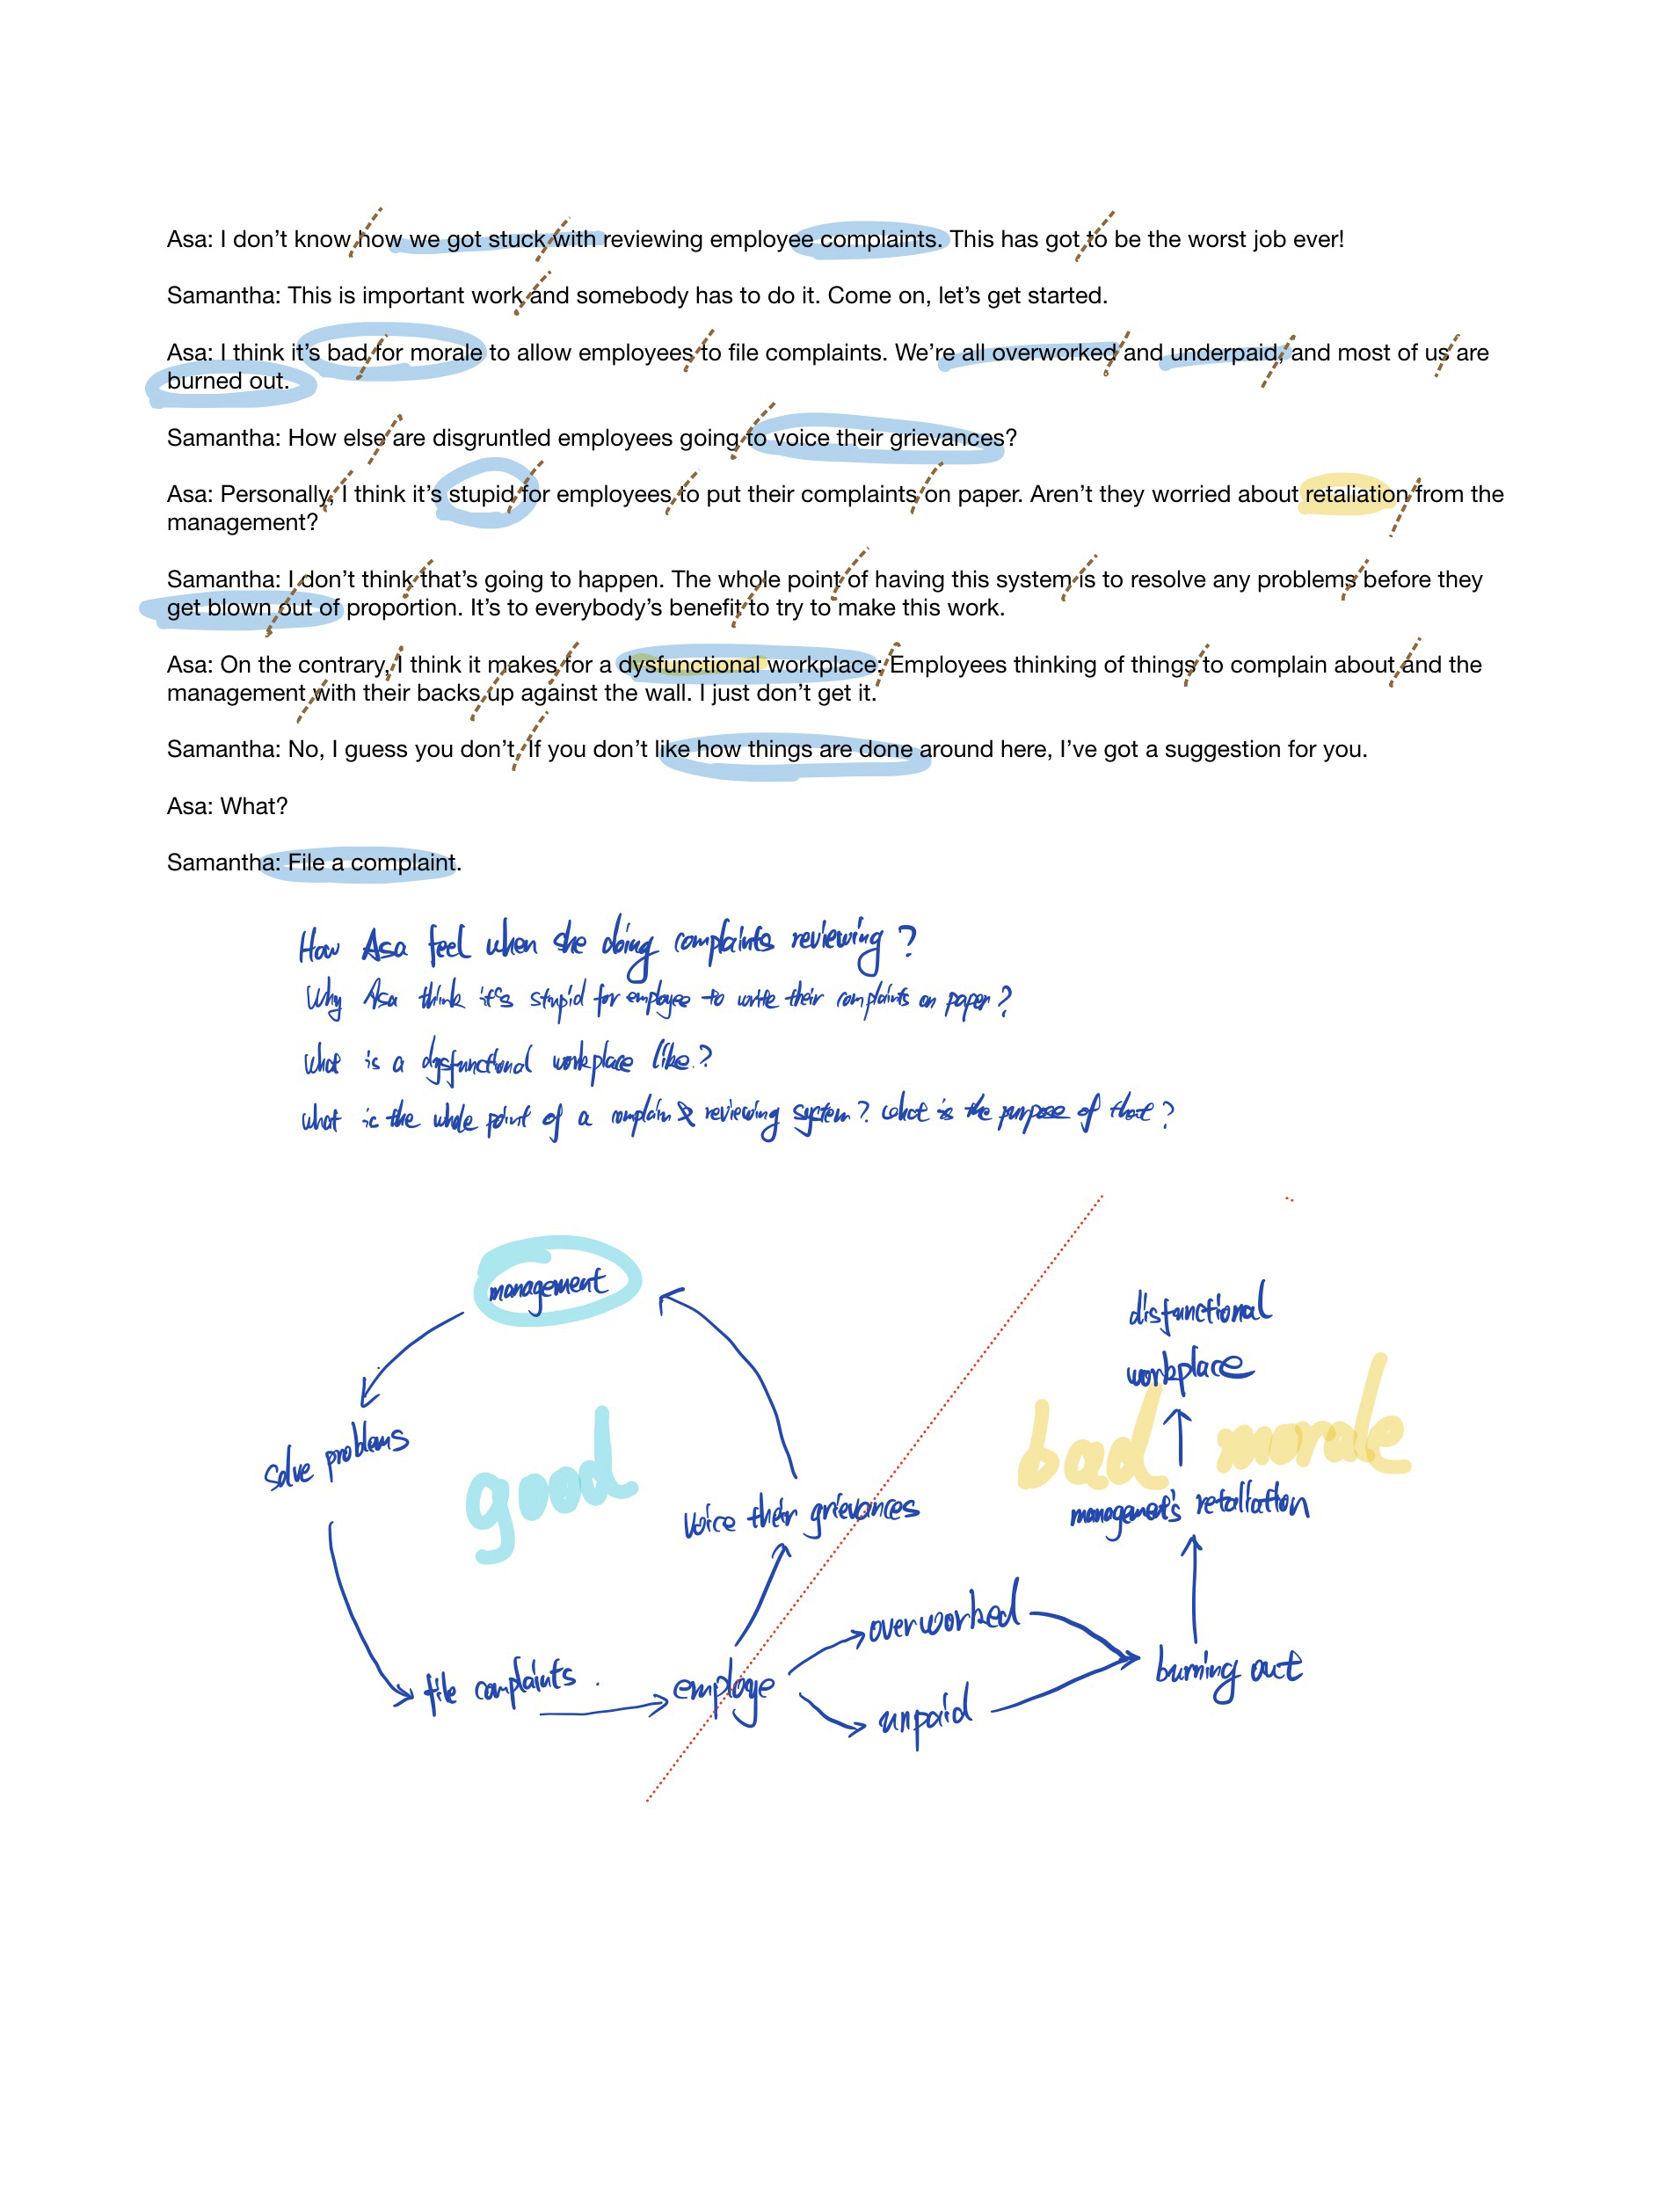 Asa: I don't know how we got stuck with reviewing employee complaints. This has got to be the worst job ever!
Samantha: This is important work and somebody has to do it. Come on, let's get started.
Asa: I think it's bad for morale to allow employees to file complaints. We're all overworked and underpaid, and most of us are
burned out.
Samantha: How else are disgruntled employees going to voice their grievances?
Asa: Personally, I think it's stupid for employees to put their complaints on paper. Aren't they worried about retaliation from the
management?
Samantha: I don't think that's going to happen. The whole point of having this system is to resolve any problems before they
get blown out of proportion. It's to everybody's benefit to try to make this work.
Asa: On the contrary, I think it makes for a dysfunctional workplace: Employees thinking of things to complain about and the
management with their backs up against the wall. I just don't get it.
Samantha: No, I guess you don't. If you don't like how things are done around here, I've got a suggestion for you.
Asa: What?
Samantha: File a complaint.
How Asa feel when she doing complaints reviewing?
Why Asa think it's stupid for employee to write their complaints on paper?
What is a dysfunctional workplace like?
what is the whole point of a complain & reviewing system? what is the purpose of that?
management
solve problems
good
voice their grievances
file complaints.
employe
disfunctional
workplace
bad morale
management's retaliation
overworked
unpaid
burning out